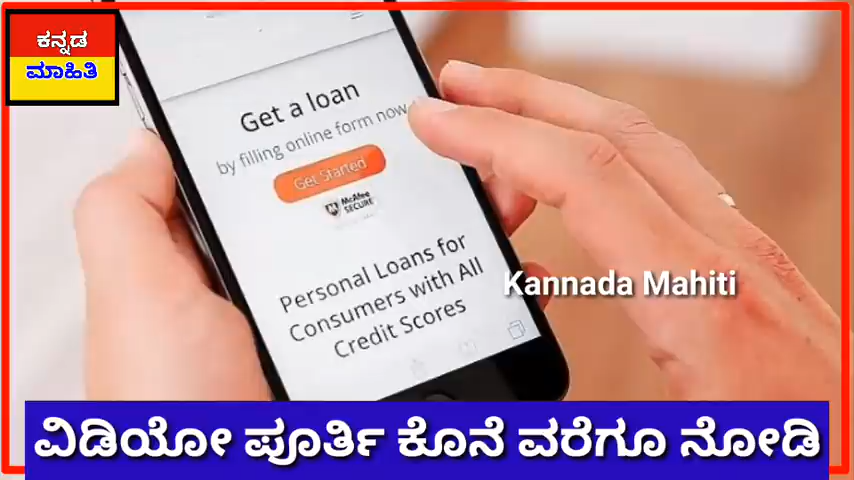 ಕನ್ನಡ
ಮಾಹಿತಿ
Get a loan
by filling online form now
Get Started
McAfee
SECURE
Personal Loans for
Consumers with All
Credit Scores
Kannada Mahiti
ವಿಡಿಯೋ ಪೂರ್ತಿ ಕೊನೆ ವರೆಗೂ ನೋಡಿ